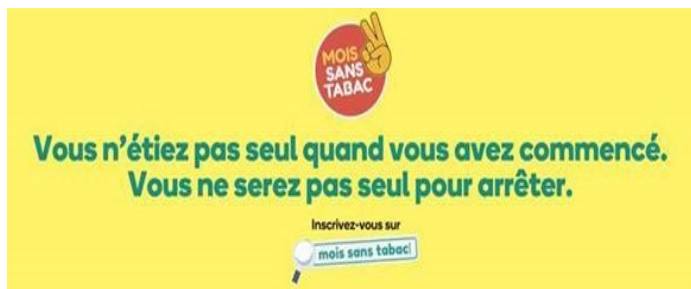 MOIS
SANS
TABAC
Vous n'étiez pas seul quand vous avez commencé.
Vous ne serez pas seul pour arrêter.
Inscrivez-vous sur
mois sans tabac